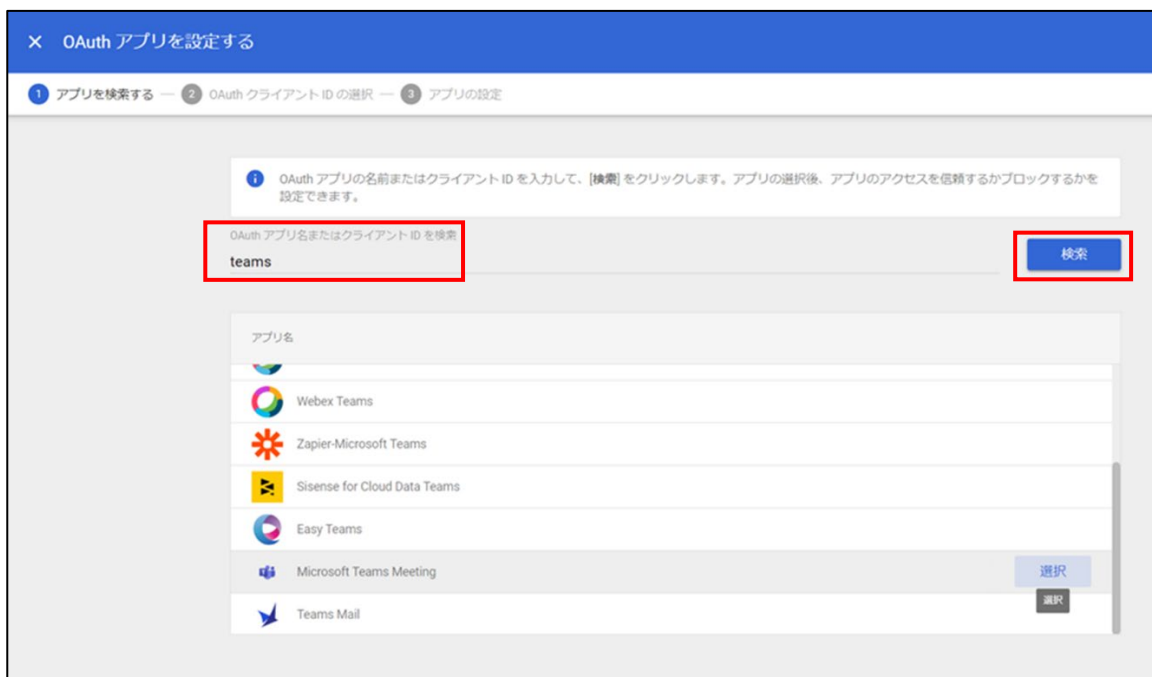 × OAuth アプリを設定する
1 アプリを検索する — 2 OAuth クライアント ID の選択 — 3 アプリの設定
OAuth アプリの名前またはクライアント ID を入力して、[検索] をクリックします。アプリの選択後、アプリのアクセスを信頼するかブロックするかを
設定できます。
OAuth アプリ名またはクライアント ID を検索
teams
検索
アプリ名
Webex Teams
Zapier-Microsoft Teams
Sisense for Cloud Data Teams
Easy Teams
Microsoft Teams Meeting
選択
選択
Teams Mail